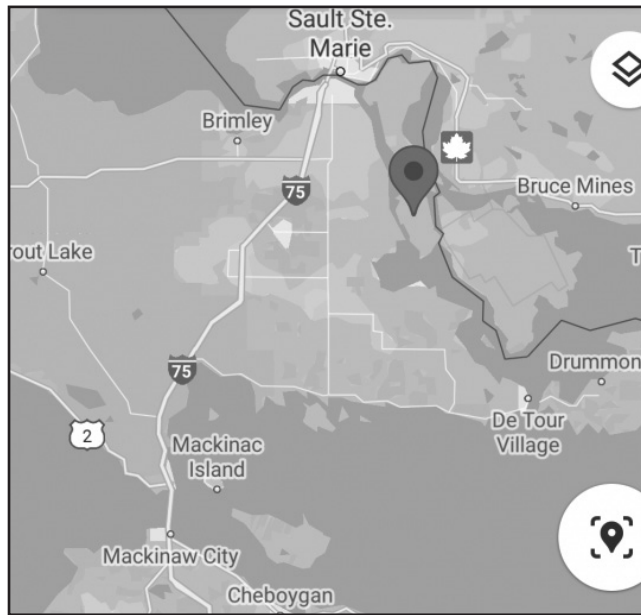 Sault Ste.
Marie
Brimley
75
Bruce Mines
rout Lake
T
75
Drummon
2
De Tour
Village
Mackinac
Island
Mackinaw City
Cheboygan